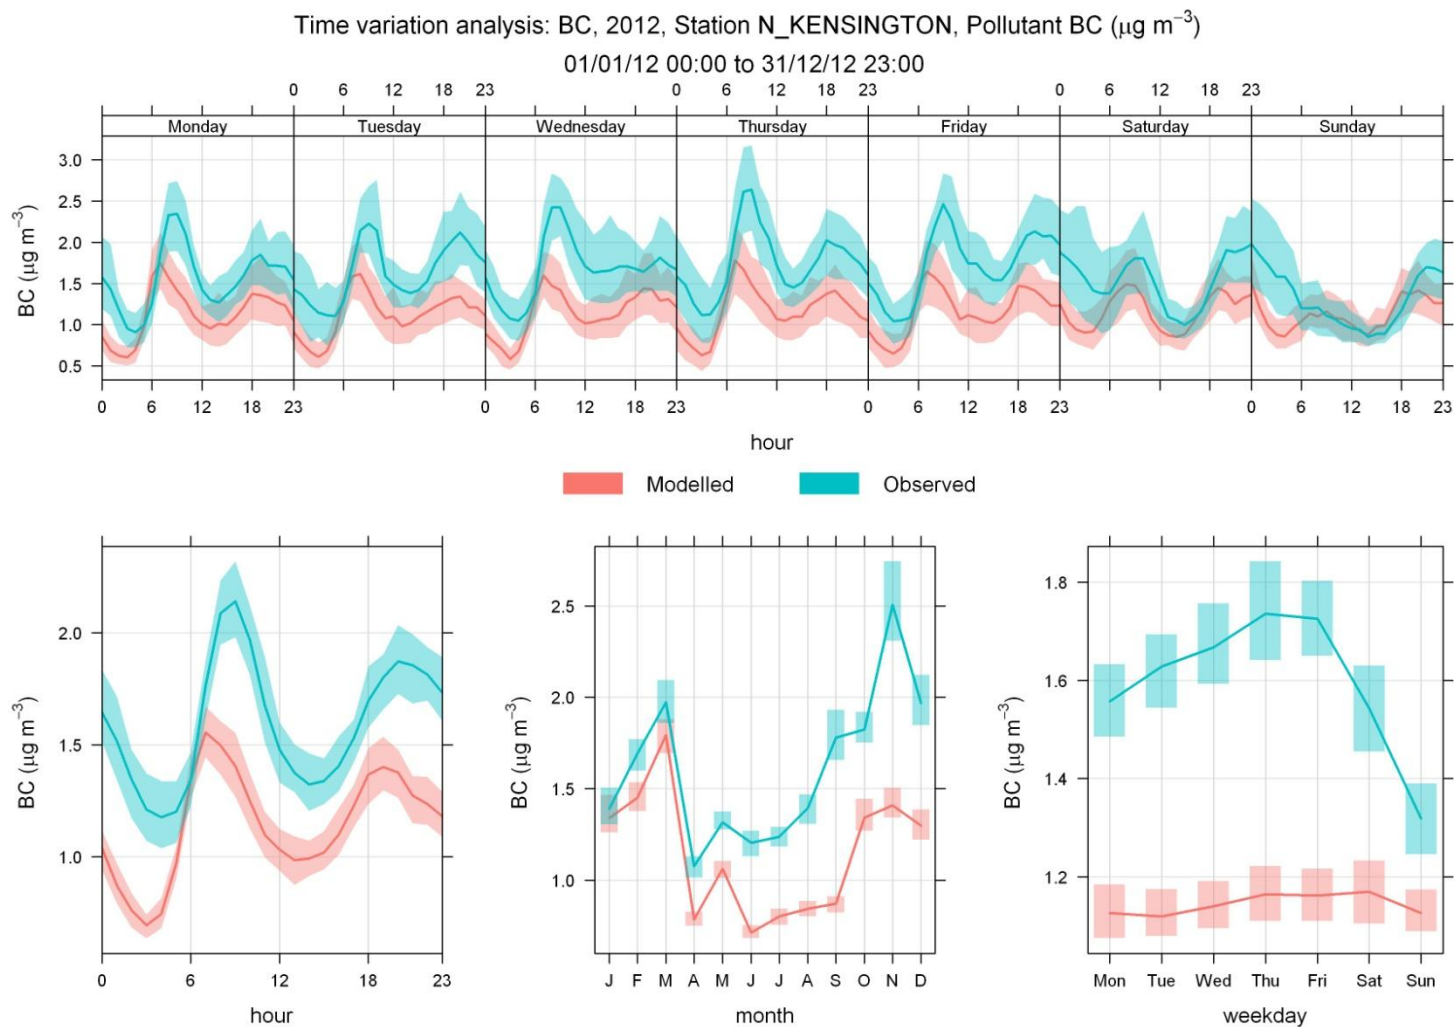 Time variation analysis: BC, 2012, Station N_KENSINGTON, Pollutant BC (μg m⁻³)
01/01/12 00:00 to 31/12/12 23:00
0 6 12 18 23 0 6 12 18 23 0 6 12 18 23
Monday Tuesday Wednesday Thursday Friday Saturday Sunday
BC (μg m⁻³)
3.0
2.5
2.0
1.5
1.0
0.5
0 6 12 18 23 0 6 12 18 23 0 6 12 18 23 0 6 12 18 23
hour
Modelled Observed
BC (μg m⁻³)
2.0
1.5
1.0
0 6 12 18 23
hour
BC (μg m⁻³)
2.5
2.0
1.5
1.0
J F M A M J J A S O N D
month
BC (μg m⁻³)
1.8
1.6
1.4
1.2
Mon Tue Wed Thu Fri Sat Sun
weekday